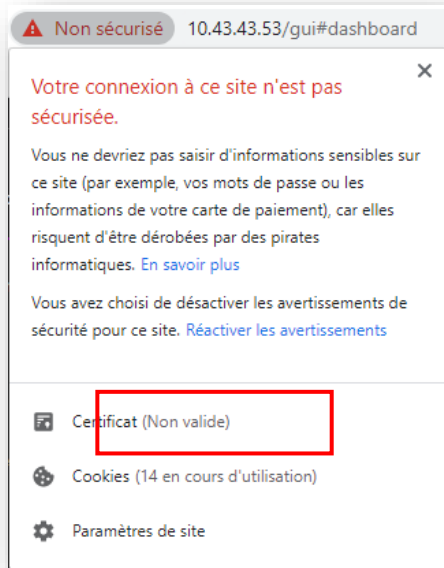 Non sécurisé 10.43.43.53/gui#dashboard
Votre connexion à ce site n'est pas
sécurisée.
Vous ne devriez pas saisir d'informations sensibles sur
ce site (par exemple, vos mots de passe ou les
informations de votre carte de paiement), car elles
risquent d'être dérobées par des pirates
informatiques. En savoir plus
Vous avez choisi de désactiver les avertissements de
sécurité pour ce site. Réactiver les avertissements
Certificat (Non valide)
Cookies (14 en cours d'utilisation)
Paramètres de site